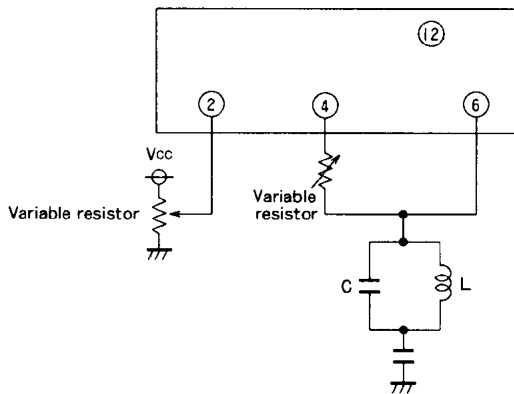 12
2
4
6
Vcc
Variable resistor
Variable
resistor
C
L